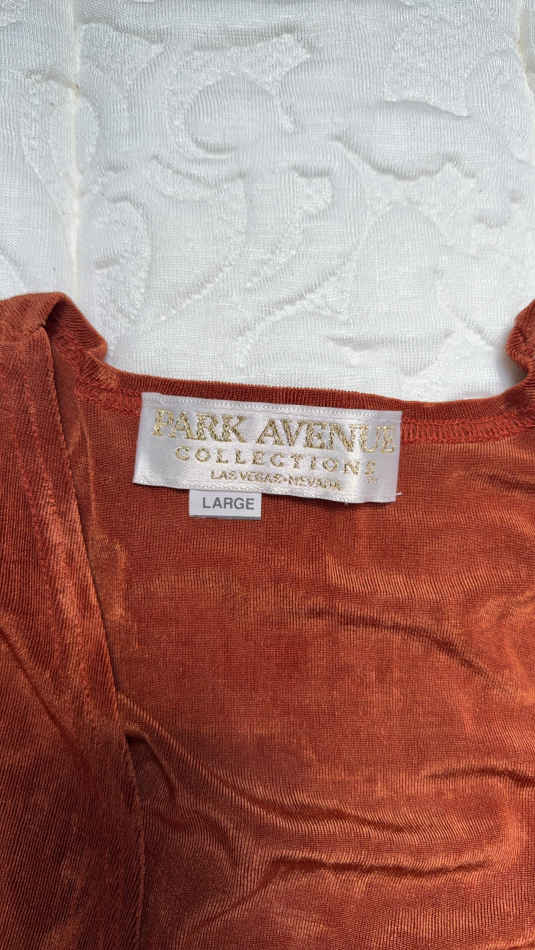 PARK AVENUE
COLLECTIONS
LAS VEGAS•NEVADA
LARGE